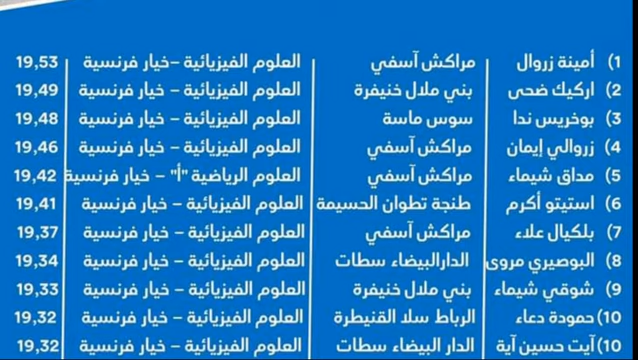 1) أمينة زروال مراكش آسفي العلوم الفيزيائية –خيار فرنسية 19,53
2) اركيك ضحى بني ملال خنيفرة العلوم الفيزيائية – خيار فرنسية 19,49
3) بوخريس ندا سوس ماسة العلوم الفيزيائية – خيار فرنسية 19,48
4) زروالي إيمان مراكش آسفي العلوم الفيزيائية – خيار فرنسية 19,46
5) مداق شيماء مراكش آسفي العلوم الرياضية "أ" – خيار فرنسية 19,42
6) استيتو أكرم طنجة تطوان الحسيمة العلوم الفيزيائية – خيار فرنسية 19,41
7) بلكيال علاء مراكش آسفي العلوم الفيزيائية – خيار فرنسية 19,37
8) البوصيري مروى الدارالبيضاء سطات العلوم الفيزيائية – خيار فرنسية 19,34
9) شوقي شيماء بني ملال خنيفرة العلوم الفيزيائية – خيار فرنسية 19,33
10) حمودة دعاء الرباط سلا القنيطرة العلوم الفيزيائية – خيار فرنسية 19,32
10) آيت حسين آية الدار البيضاء سطات العلوم الفيزيائية – خيار فرنسية 19,32